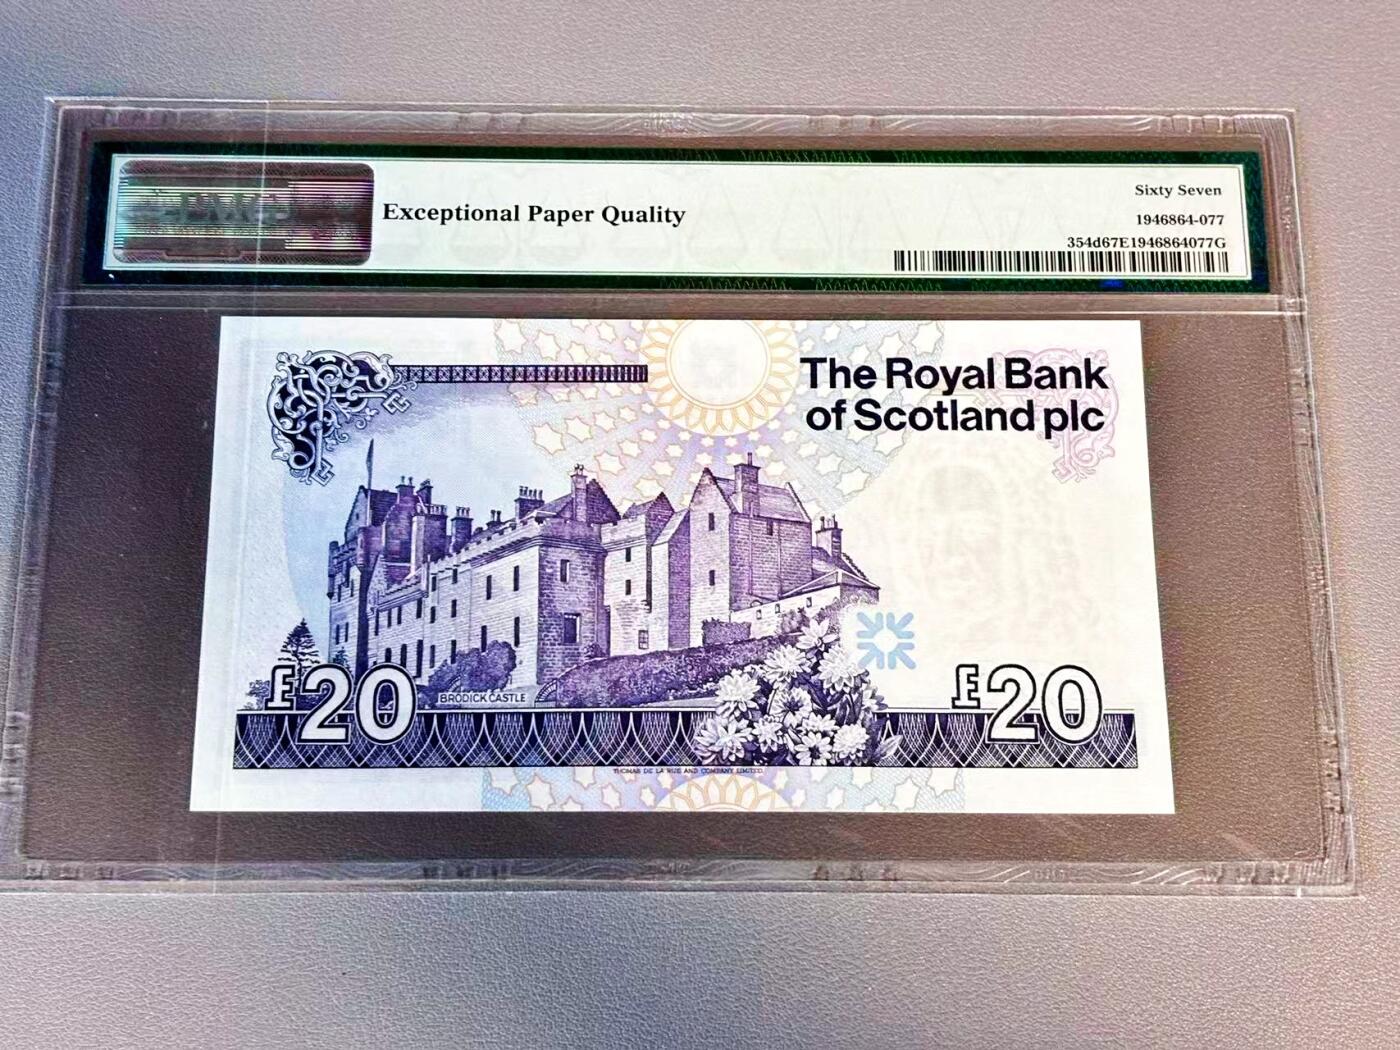 Exceptional Paper Quality
Sixty Seven
1946864-077
354d67E1946864077G
The Royal Bank
of Scotland plc
BRODICK CASTLE
£20
£20
THOMAS DE LA RUE AND COMPANY LIMITED